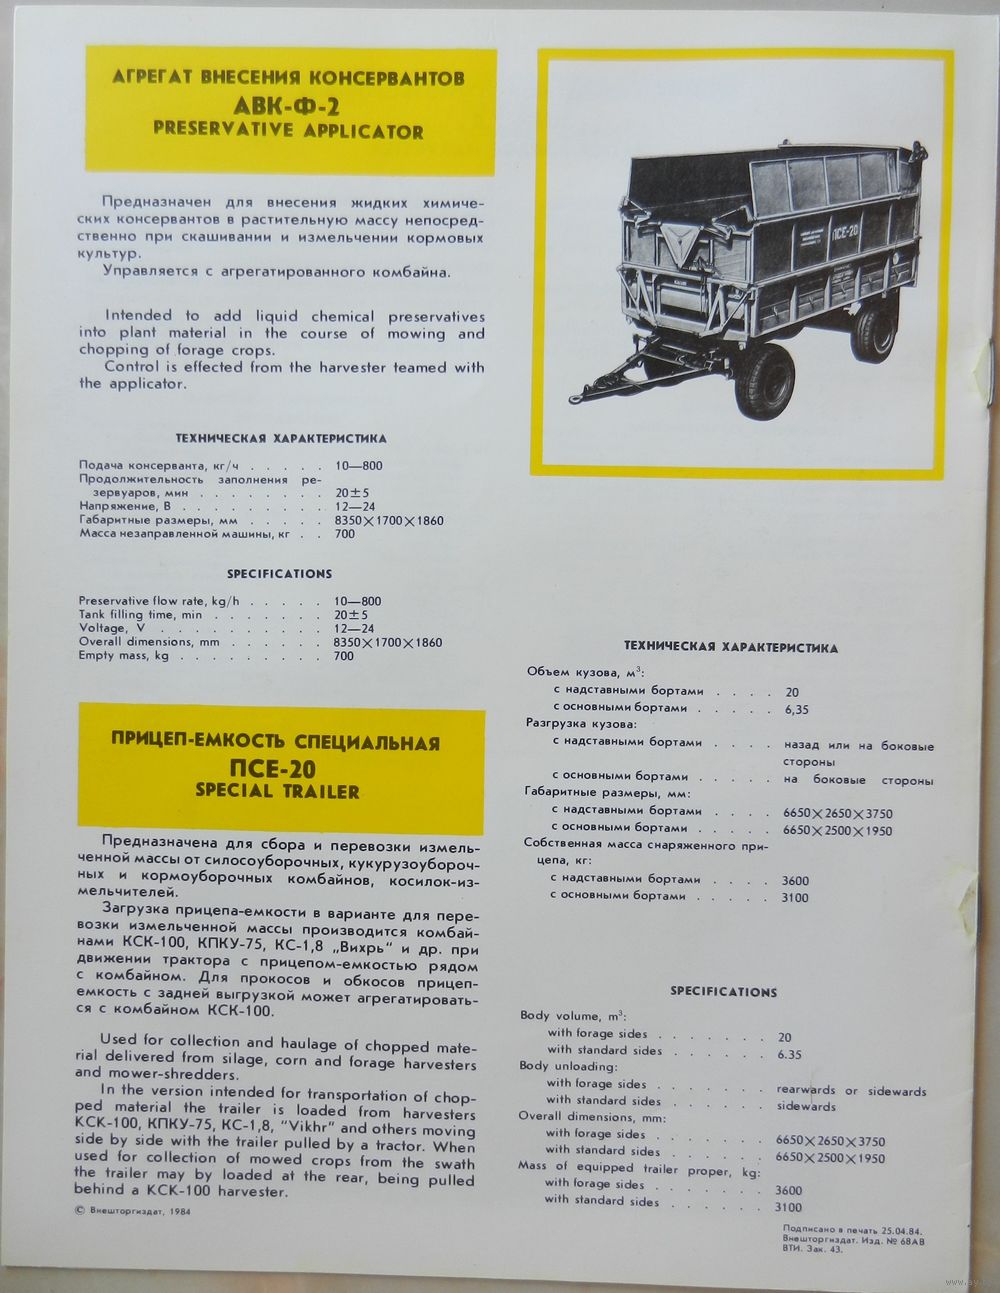 АГРЕГАТ ВНЕСЕНИЯ КОНСЕРВАНТОВ
АВК-Ф-2
PRESERVATIVE APPLICATOR
Предназначен для внесения жидких химиче-
ских консервантов в растительную массу непосред-
ственно при скашивании и измельчении кормовых
культур.
Управляется с агрегатированного комбайна.
Intended to add liquid chemical preservatives
into plant material in the course of mowing and
chopping of forage crops.
Control is effected from the harvester teamed with
the applicator.
ТЕХНИЧЕСКАЯ ХАРАКТЕРИСТИКА
Подача консерванта, кг/ч . . . . . 10—800
Продолжительность заполнения ре-
зервуаров, мин . . . . . . . . 20±5
Напряжение, В . . . . . . . . . 12—24
Габаритные размеры, мм . . . . . 8350×1700×1860
Масса незаправленной машины, кг . . 700
SPECIFICATIONS
Preservative flow rate, kg/h . . . . . 10—800
Tank filling time, min . . . . . . . 20±5
Voltage, V . . . . . . . . . . 12—24
Overall dimensions, mm . . . . . . 8350×1700×1860
Empty mass, kg . . . . . . . . . 700
ПРИЦЕП-ЕМКОСТЬ СПЕЦИАЛЬНАЯ
ПСЕ-20
SPECIAL TRAILER
Предназначена для сбора и перевозки измель-
ченной массы от силосоуборочных, кукурузоубороч-
ных и кормоуборочных комбайнов, косилок-из-
мельчителей.
Загрузка прицепа-емкости в варианте для пере-
возки измельченной массы производится комбай-
нами КСК-100, КПКУ-75, КС-1,8 „Вихрь“ и др. при
движении трактора с прицепом-емкостью рядом
с комбайном. Для прокосов и обкосов прицеп-
емкость с задней выгрузкой может агрегатировать-
ся с комбайном КСК-100.
Used for collection and haulage of chopped mate-
rial delivered from silage, corn and forage harvesters
and mower-shredders.
In the version intended for transportation of chop-
ped material the trailer is loaded from harvesters
КСК-100, КПКУ-75, КС-1,8, "Vikhr" and others moving
side by side with the trailer pulled by a tractor. When
used for collection of mowed crops from the swath
the trailer may by loaded at the rear, being pulled
behind a КСК-100 harvester.
© Внешторгиздат, 1984
ПСЕ-20
ТЕХНИЧЕСКАЯ ХАРАКТЕРИСТИКА
Объем кузова, м³:
с надставными бортами . . . . 20
с основными бортами . . . . . 6,35
Разгрузка кузова:
с надставными бортами . . . . назад или на боковые
стороны
с основными бортами . . . . . на боковые стороны
Габаритные размеры, мм:
с надставными бортами . . . . 6650×2650×3750
с основными бортами . . . . . 6650×2500×1950
Собственная масса снаряженного при-
цепа, кг:
с надставными бортами . . . . 3600
с основными бортами . . . . . 3100
SPECIFICATIONS
Body volume, m³:
with forage sides . . . . . . . 20
with standard sides . . . . . . 6.35
Body unloading:
with forage sides . . . . . . . rearwards or sidewards
with standard sides . . . . . . sidewards
Overall dimensions, mm:
with forage sides . . . . . . . 6650×2650×3750
with standard sides . . . . . . 6650×2500×1950
Mass of equipped trailer proper, kg:
with forage sides . . . . . . . 3600
with standard sides . . . . . . 3100
Подписано в печать 25.04.84.
Внешторгиздат. Изд. № 68АВ
ВТИ. Зак. 43.